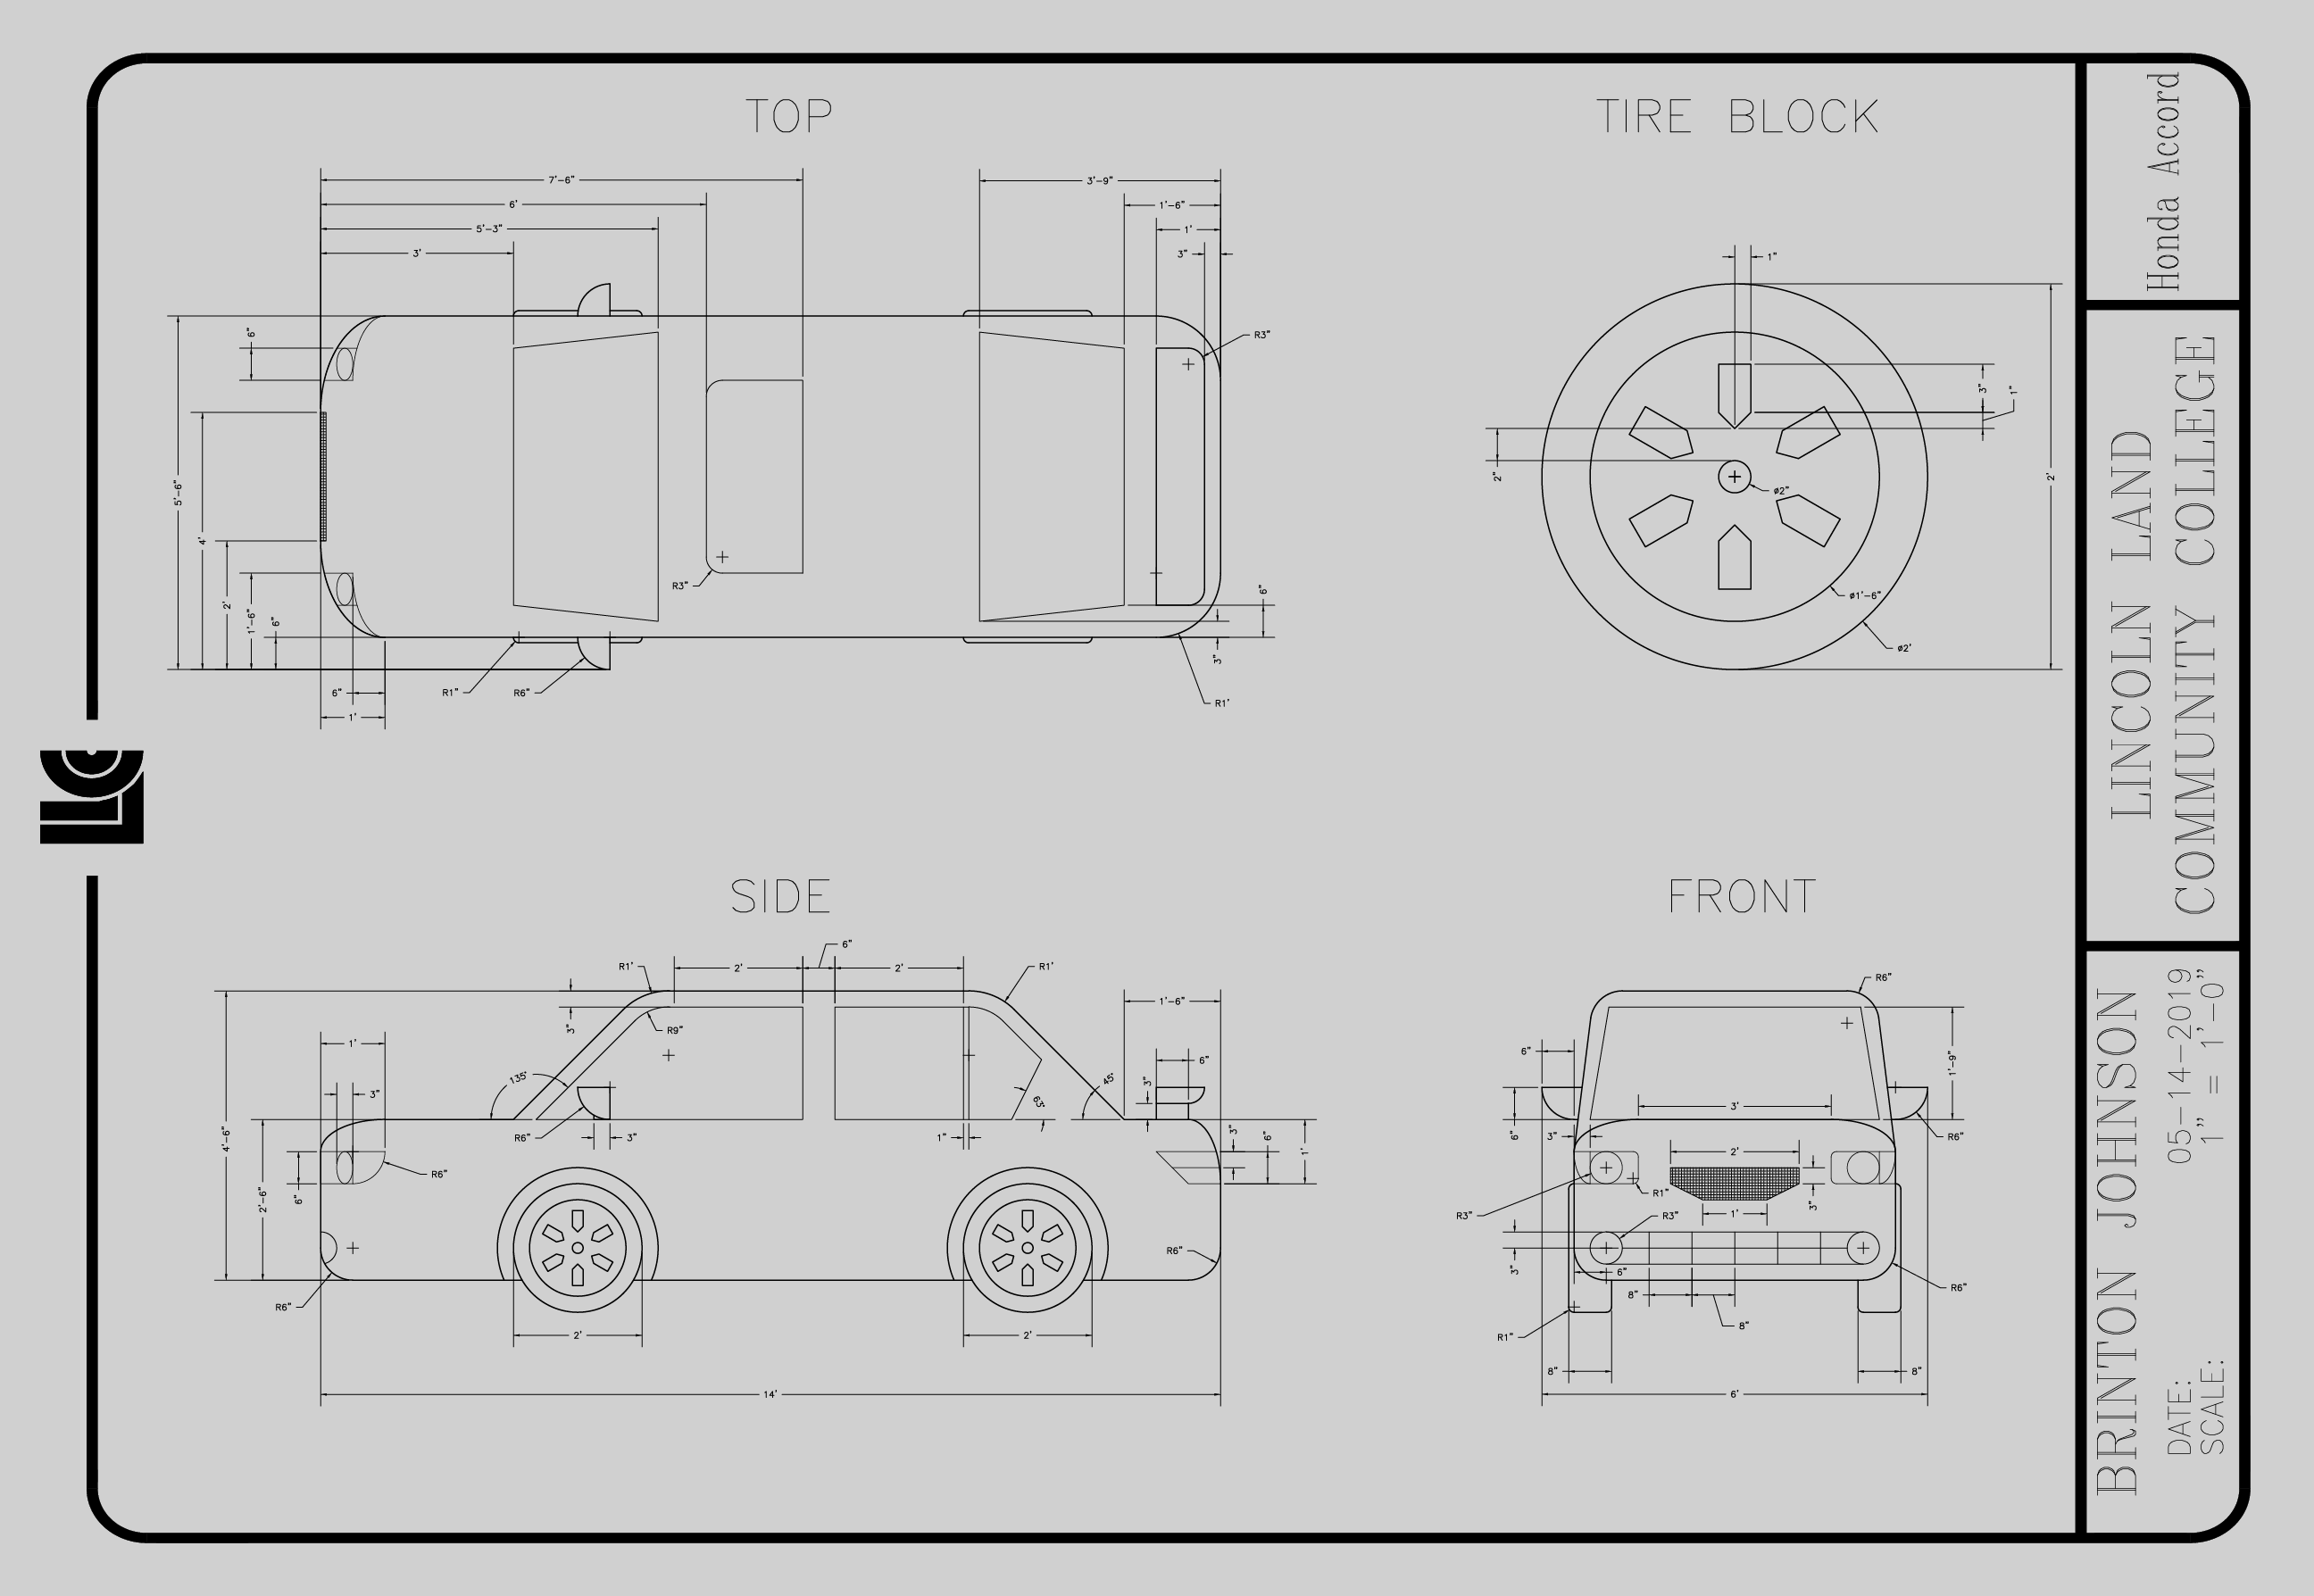 TOP
7'-6"
3'-9"
6'
1'-6"
5'-3"
1'
3'
3"
6"
R3"
5'-6"
4'
2'
1'-6"
6"
R3"
6"
3"
6"
1'
R1"
R6"
R1'
TIRE BLOCK
1"
3"
1"
2"
2'
ø2"
ø1'-6"
ø2'
SIDE
6"
R1'
2'
2'
R1'
1'-6"
3"
R9"
1'
3"
135°
6"
3"
45°
65°
4'-6"
R6"
3"
1"
3"
6"
1'
6"
R6"
2'-6"
R6"
R6"
2'
2'
14'
FRONT
R6"
6"
1'-9"
3'
6"
3"
R6"
2'
R1"
3"
R3"
R3"
1'
3"
6"
R6"
8"
8"
R1"
8"
8"
6'
Honda Accord
LINCOLN LAND
COMMUNITY COLLEGE
BRINTON JOHNSON
DATE: 05-14-2019
SCALE: 1" = 1'-0"
LLC